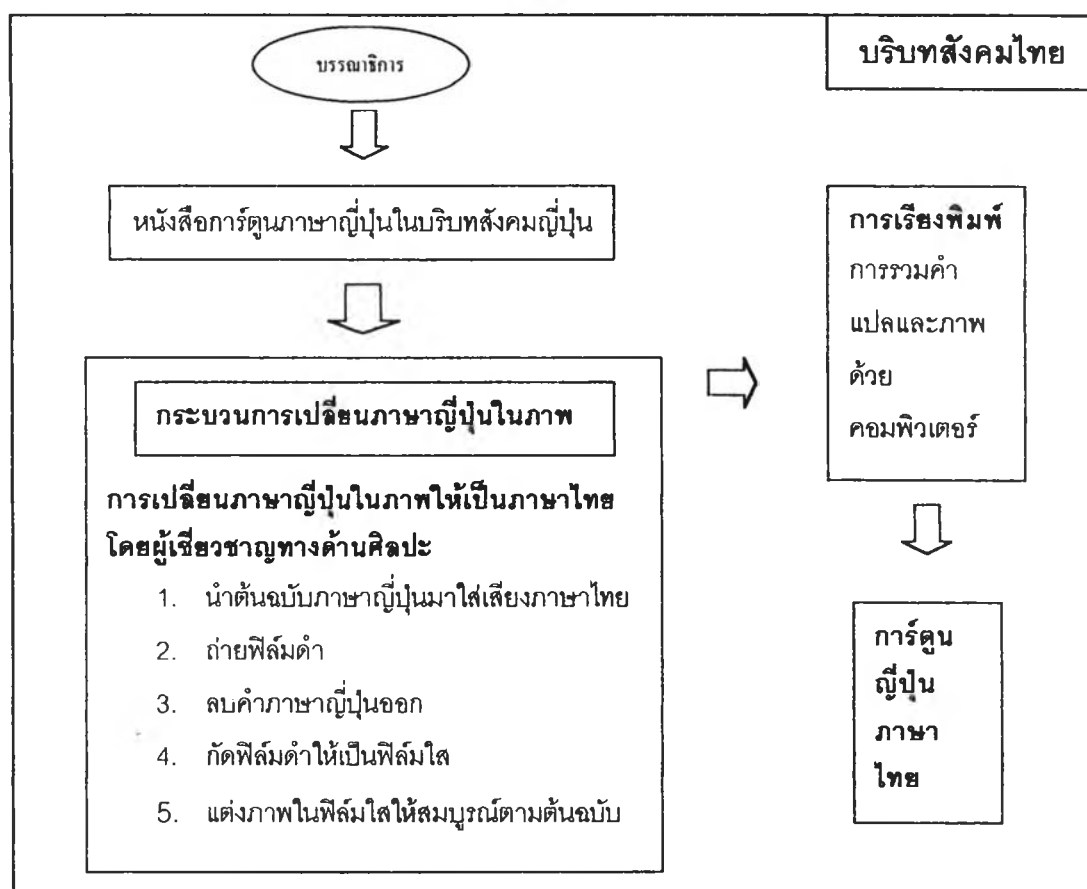 บริบทสังคมไทย
บรรณาธิการ
หนังสือการ์ตูนภาษาญี่ปุ่นในบริบทสังคมญี่ปุ่น
กระบวนการเปลี่ยนภาษาญี่ปุ่นในภาพ
การเปลี่ยนภาษาญี่ปุ่นในภาพให้เป็นภาษาไทย
โดยผู้เชี่ยวชาญทางด้านศิลปะ
1. นำต้นฉบับภาษาญี่ปุ่นมาใส่เสียงภาษาไทย
2. ถ่ายฟิล์มดำ
3. ลบคำภาษาญี่ปุ่นออก
4. กัดฟิล์มดำให้เป็นฟิล์มใส
5. แต่งภาพในฟิล์มใสให้สมบูรณ์ตามต้นฉบับ
การเรียงพิมพ์
การรวมคำ
แปลและภาพ
ด้วย
คอมพิวเตอร์
การ์ตูน
ญี่ปุ่น
ภาษา
ไทย